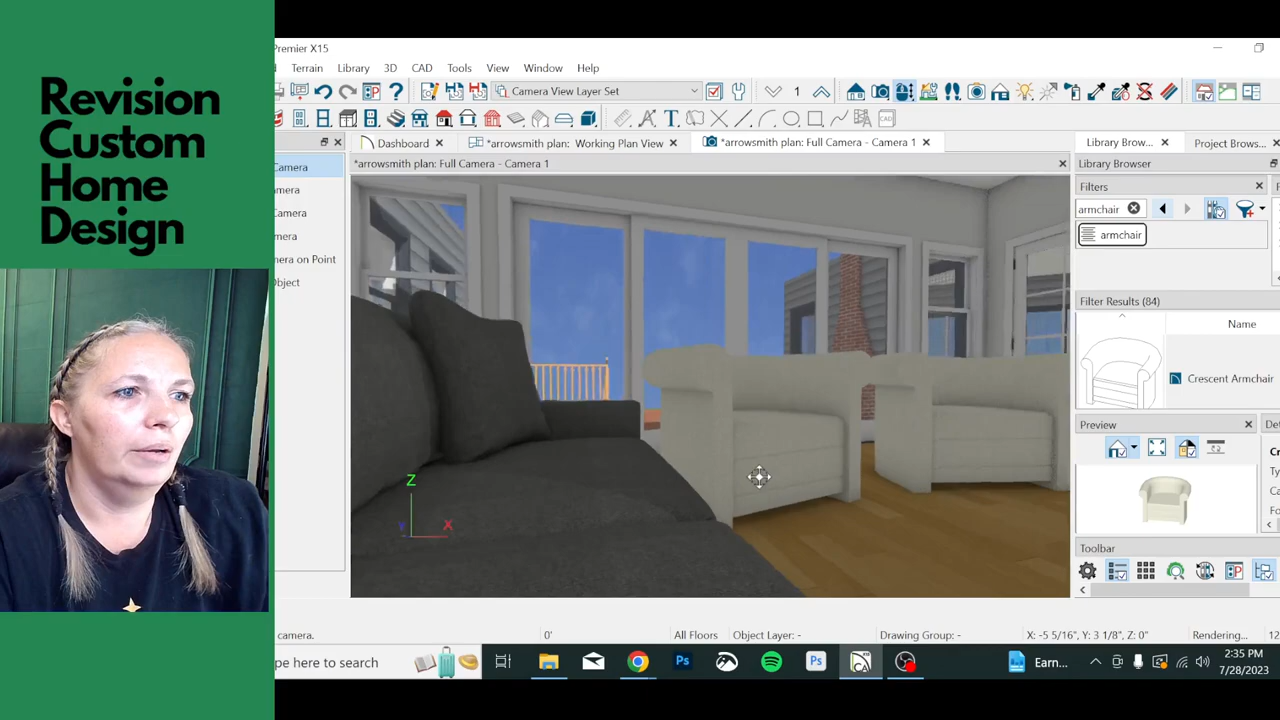 Revision
Custom
Home
Design
Premier X15
Terrain Library 3D CAD Tools View Window Help
Camera View Layer Set 1
Dashboard *arrowsmith plan: Working Plan View *arrowsmith plan: Full Camera - Camera 1 Library Brow... Project Brows...
*arrowsmith plan: Full Camera - Camera 1 Library Browser
Camera
amera
Camera
mera
amera on Point
Object
Filters
armchair
armchair
Filter Results (84)
Name
Crescent Armchair
Preview
Toolbar
Z
Y X
camera. 0' All Floors Object Layer: - Drawing Group: - X: -5 5/16", Y: 3 1/8", Z: 0" Rendering...
pe here to search
Earn...
2:35 PM
7/28/2023